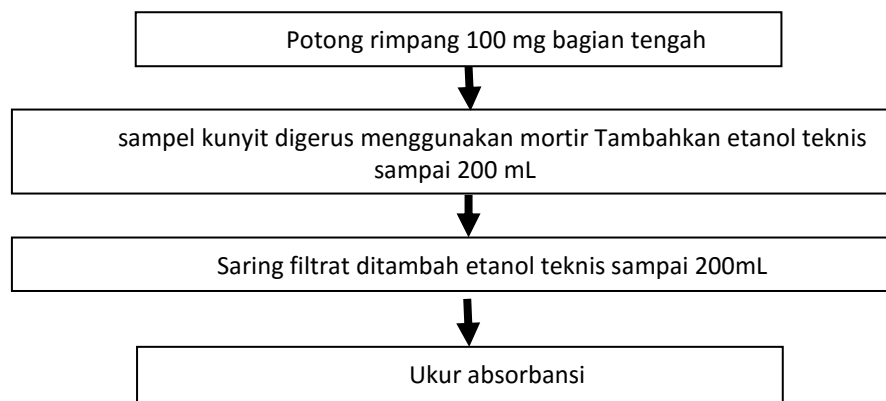 Potong rimpang 100 mg bagian tengah
sampel kunyit digerus menggunakan mortir Tambahkan etanol teknis
sampai 200 mL
Saring filtrat ditambah etanol teknis sampai 200mL
Ukur absorbansi